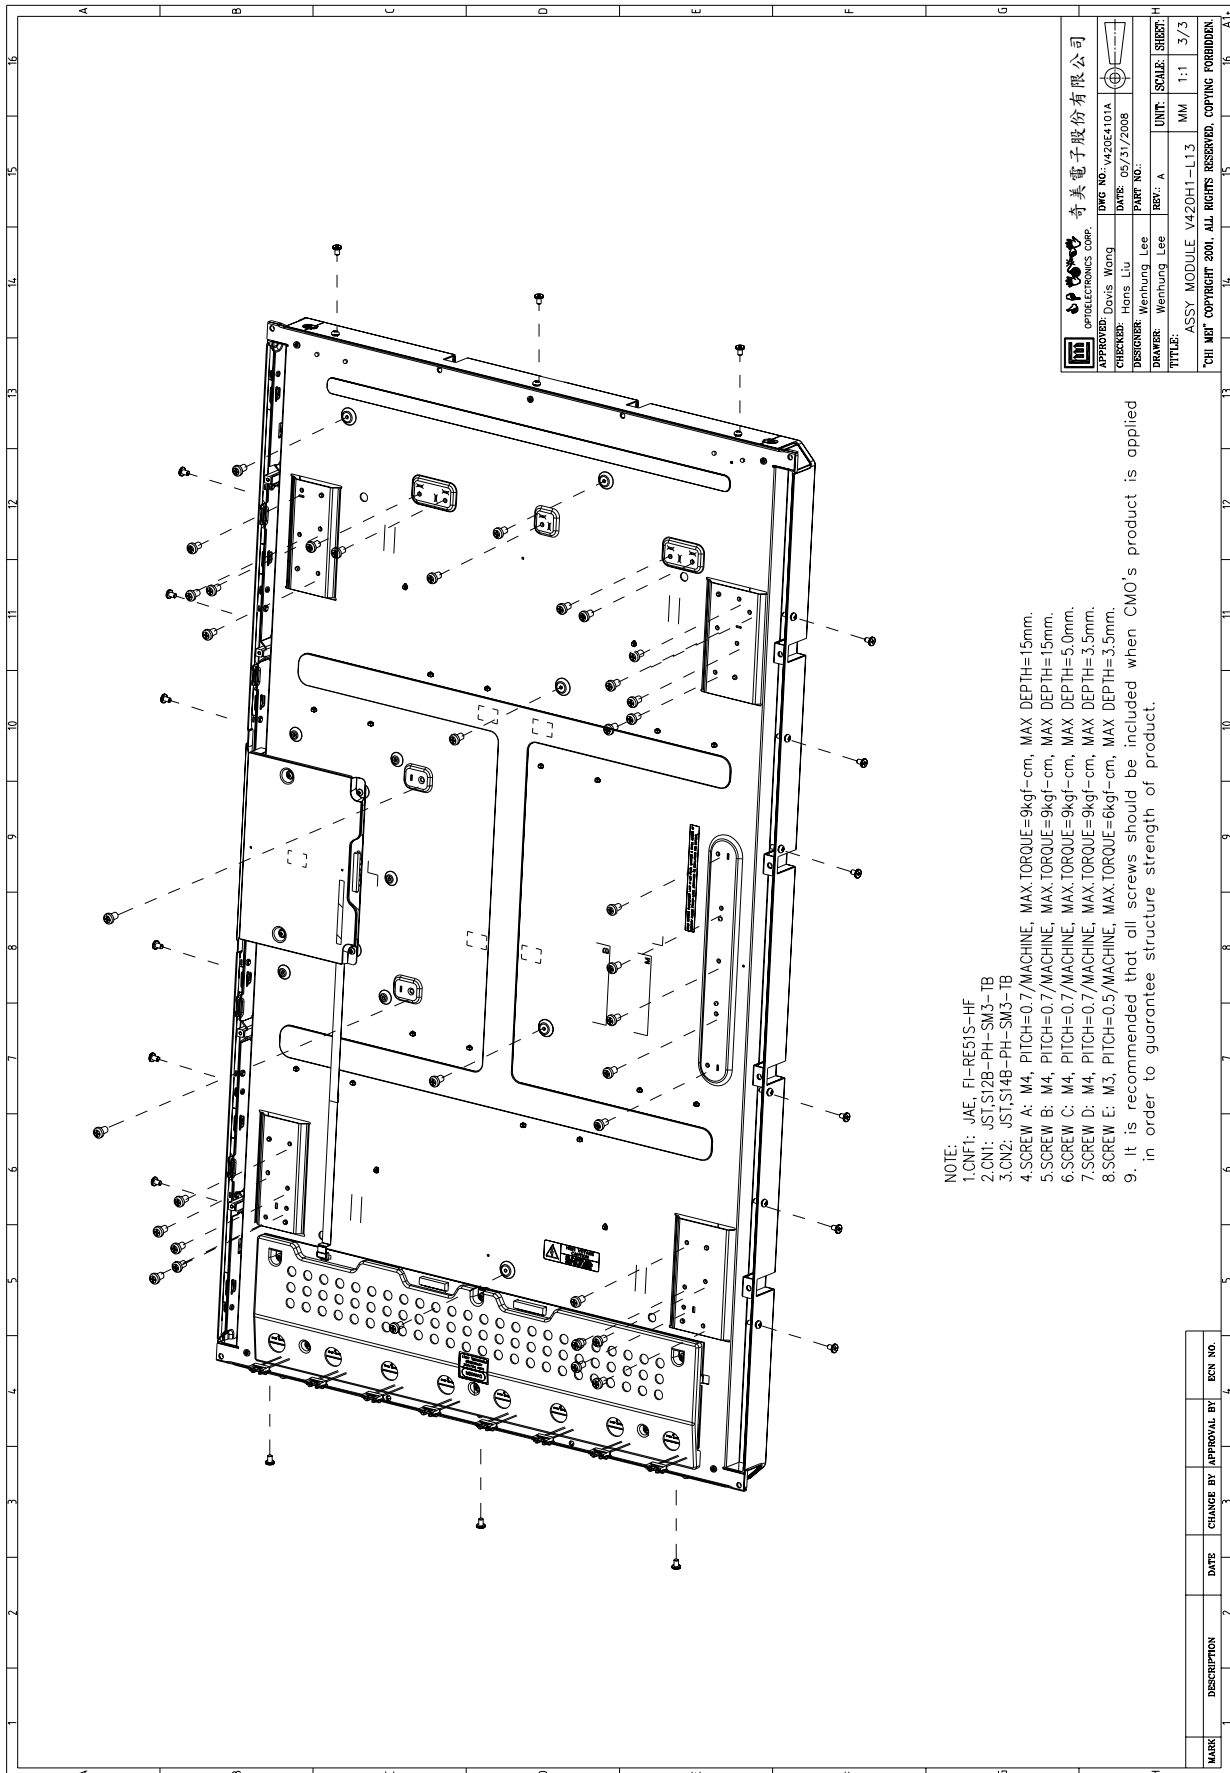 NOTE:
1.CNF1: JAE, FI-RE51S-HF
2.CN1: JST,S12B-PH-SM3-TB
3.CN2: JST,S14B-PH-SM3-TB
4.SCREW A: M4, PITCH=0.7/MACHINE, MAX.TORQUE=9kgf-cm, MAX DEPTH=15mm.
5.SCREW B: M4, PITCH=0.7/MACHINE, MAX.TORQUE=9kgf-cm, MAX DEPTH=15mm.
6.SCREW C: M4, PITCH=0.7/MACHINE, MAX.TORQUE=9kgf-cm, MAX DEPTH=5.0mm.
7.SCREW D: M4, PITCH=0.7/MACHINE, MAX.TORQUE=9kgf-cm, MAX DEPTH=3.5mm.
8.SCREW E: M3, PITCH=0.5/MACHINE, MAX.TORQUE=6kgf-cm, MAX DEPTH=3.5mm.
9. It is recommended that all screws should be included when CMO's product is applied
in order to guarantee structure strength of product.
奇美電子股份有限公司
OPTOELECTRONICS CORP.
APPROVED: Davis Wang DWG NO.: V420E4101A
CHECKED: Hans Liu DATE: 05/31/2008
DESIGNER: Wenhung Lee PART NO.:
DRAWER: Wenhung Lee REV.: A UNIT: SCALE: SHEET:
TITLE: ASSY MODULE V420H1-L13 MM 1:1 3/3
"CHI MEI" COPYRIGHT 2001. ALL RIGHTS RESERVED, COPYING FORBIDDEN.
MARK DESCRIPTION DATE CHANGE BY APPROVAL BY ECN NO.
1 2 3 4 5 6 7 8 9 10 11 12 13 14 15 16
A B C D E F G H
A1+